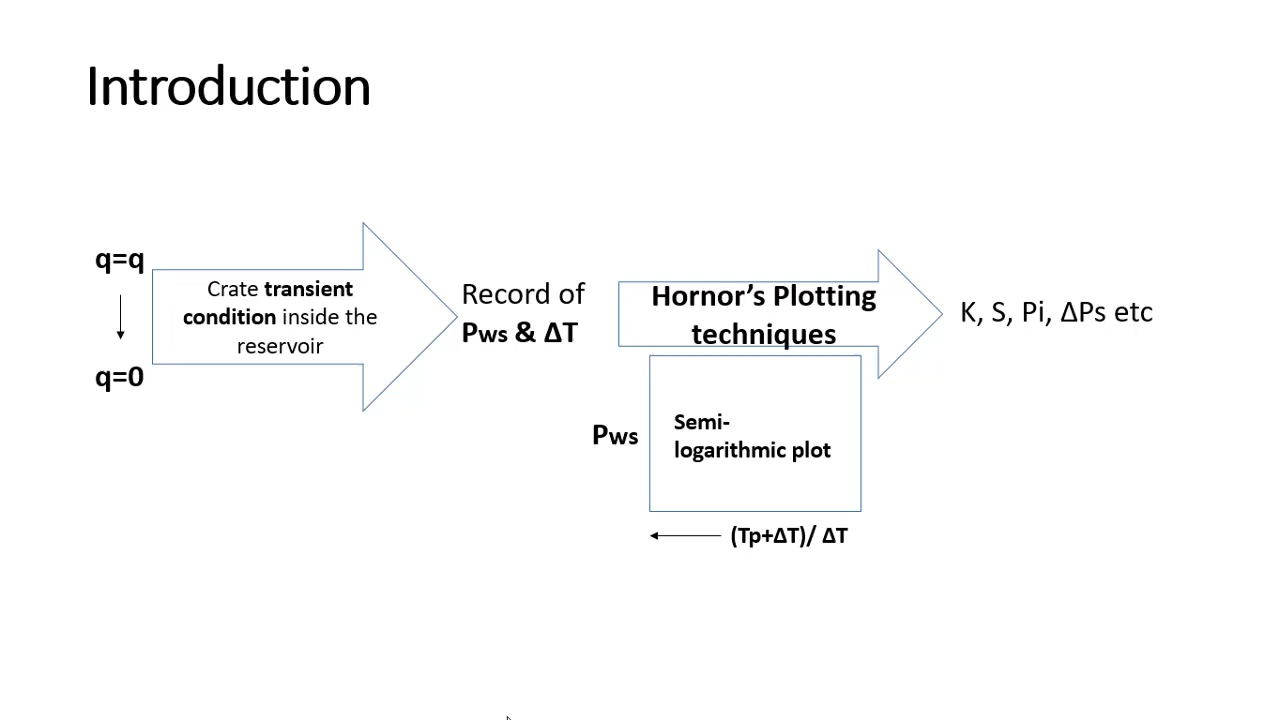 Introduction
q=q
q=0
Crate transient
condition inside the
reservoir
Record of
Pws & ΔT
Hornor’s Plotting
techniques
K, S, Pi, ΔPs etc
Pws
Semi-
logarithmic plot
(Tp+ΔT)/ ΔT